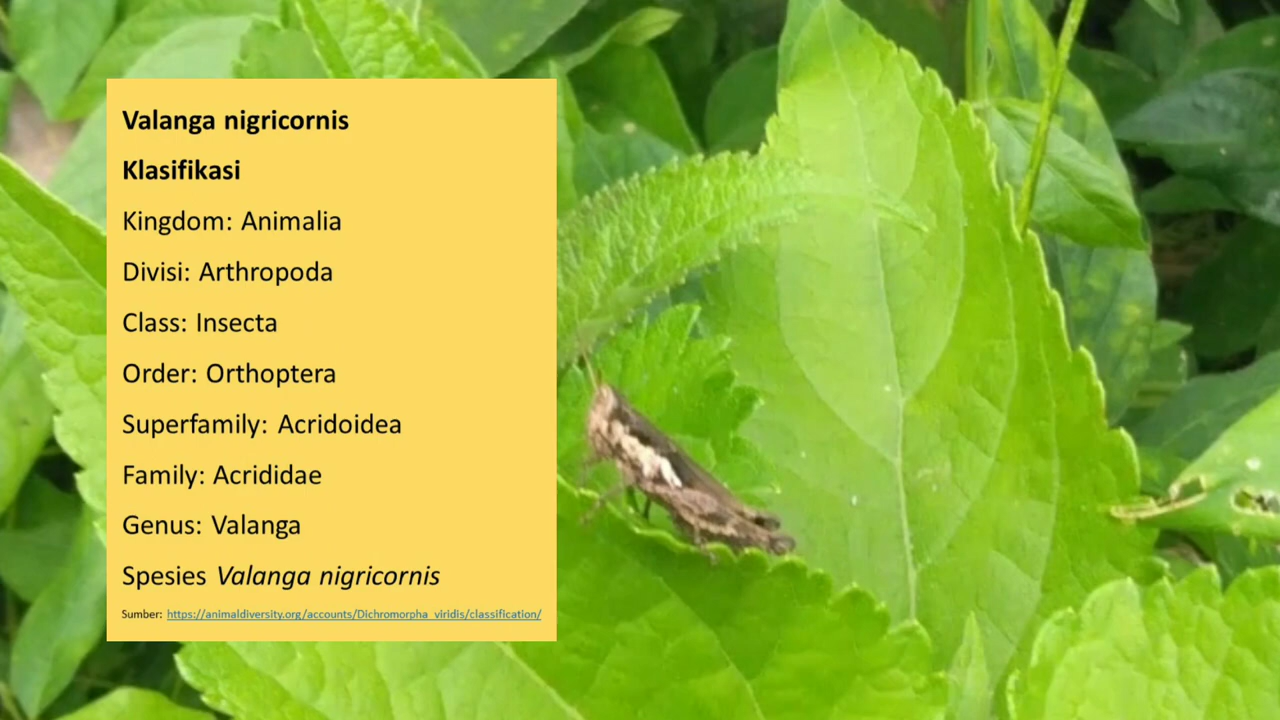 Valanga nigricornis
Klasifikasi
Kingdom: Animalia
Divisi: Arthropoda
Class: Insecta
Order: Orthoptera
Superfamily: Acridoidea
Family: Acrididae
Genus: Valanga
Spesies Valanga nigricornis
Sumber: https://animaldiversity.org/accounts/Dichromorpha_viridis/classification/